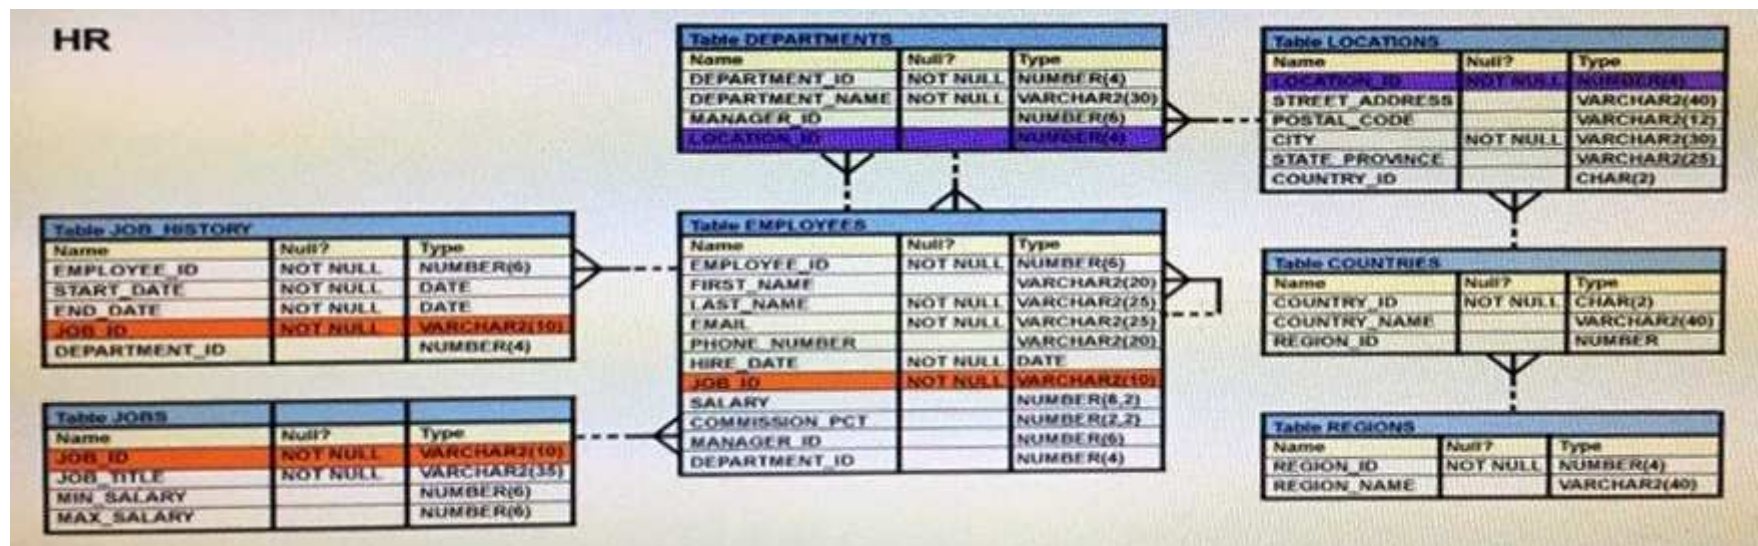 HR
Table DEPARTMENTS
Name Null? Type
DEPARTMENT_ID NOT NULL NUMBER(4)
DEPARTMENT_NAME NOT NULL VARCHAR2(30)
MANAGER_ID NUMBER(6)
LOCATION_ID NUMBER(4)
Table LOCATIONS
Name Null? Type
LOCATION_ID NOT NULL NUMBER(4)
STREET_ADDRESS VARCHAR2(40)
POSTAL_CODE VARCHAR2(12)
CITY NOT NULL VARCHAR2(30)
STATE_PROVINCE VARCHAR2(25)
COUNTRY_ID CHAR(2)
Table JOB_HISTORY
Name Null? Type
EMPLOYEE_ID NOT NULL NUMBER(6)
START_DATE NOT NULL DATE
END_DATE NOT NULL DATE
JOB_ID NOT NULL VARCHAR2(10)
DEPARTMENT_ID NUMBER(4)
Table EMPLOYEES
Name Null? Type
EMPLOYEE_ID NOT NULL NUMBER(6)
FIRST_NAME VARCHAR2(20)
LAST_NAME NOT NULL VARCHAR2(25)
EMAIL NOT NULL VARCHAR2(25)
PHONE_NUMBER VARCHAR2(20)
HIRE_DATE NOT NULL DATE
JOB_ID NOT NULL VARCHAR2(10)
SALARY NUMBER(8,2)
COMMISSION_PCT NUMBER(2,2)
MANAGER_ID NUMBER(6)
DEPARTMENT_ID NUMBER(4)
Table COUNTRIES
Name Null? Type
COUNTRY_ID NOT NULL CHAR(2)
COUNTRY_NAME VARCHAR2(40)
REGION_ID NUMBER
Table JOBS
Name Null? Type
JOB_ID NOT NULL VARCHAR2(10)
JOB_TITLE NOT NULL VARCHAR2(35)
MIN_SALARY NUMBER(6)
MAX_SALARY NUMBER(6)
Table REGIONS
Name Null? Type
REGION_ID NOT NULL NUMBER(4)
REGION_NAME VARCHAR2(40)